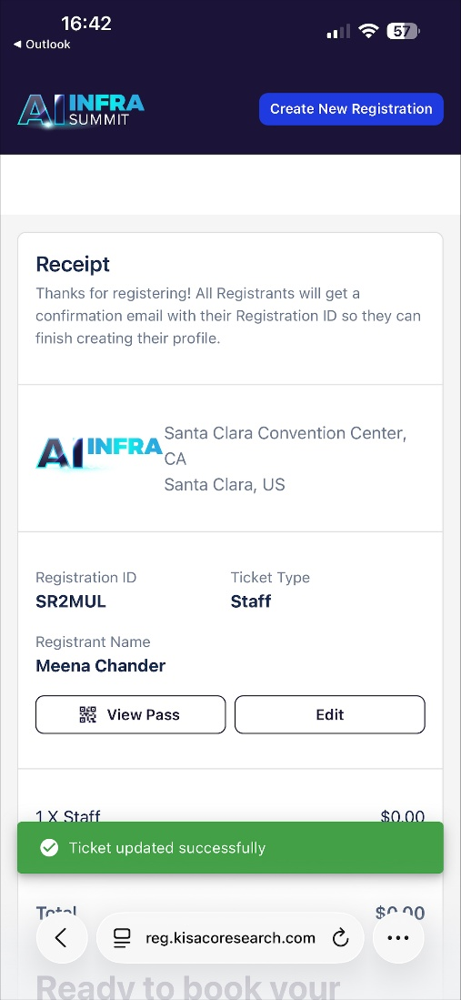 16:42
57
◀ Outlook
AI INFRA
SUMMIT
Create New Registration
Receipt
Thanks for registering! All Registrants will get a
confirmation email with their Registration ID so they can
finish creating their profile.
AI INFRA
Santa Clara Convention Center,
CA
Santa Clara, US
Registration ID
Ticket Type
SR2MUL
Staff
Registrant Name
Meena Chander
View Pass
Edit
1 X Staff
$0.00
Ticket updated successfully
Total
$0.00
reg.kisacoresearch.com
Ready to book your